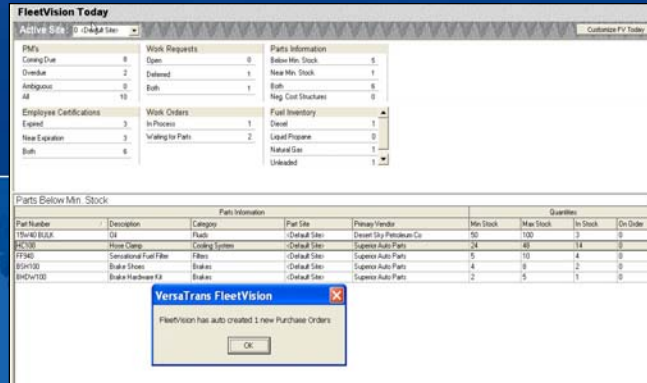 FleetVision Today
Active Site: 0 <Default Site> Customize FV Today
PM's
Coming Due 8
Overdue 2
Ambiguous 0
All 10
Work Requests
Open 0
Deferred 1
Both 1
Parts Information
Below Min. Stock 5
Near Min. Stock 1
Both 6
Neg. Cost Structures 0
Employee Certifications
Expired 3
Near Expiration 3
Both 6
Work Orders
In Process 1
Waiting for Parts 2
Fuel Inventory
Diesel 1
Liquid Propane 0
Natural Gas 1
Unleaded 1
Parts Below Min. Stock
Parts Information Quantities
Part Number Description Category Part Site Primary Vendor Min Stock Max Stock In Stock On Order
15W40 BULK Oil Fluids <Default Site> Desert Sky Petroleum Co 50 100 3 0
HC100 Hose Clamp Cooling System <Default Site> Superior Auto Parts 24 48 14 0
FF940 Sensational Fuel Filter Filters <Default Site> Superior Auto Parts 5 10 4 0
BSH100 Brake Shoes Brakes <Default Site> Superior Auto Parts 4 8 2 0
BHDW100 Brake Hardware Kit Brakes <Default Site> Superior Auto Parts 2 5 1 0
VersaTrans FleetVision
FleetVision has auto created 1 new Purchase Orders
OK